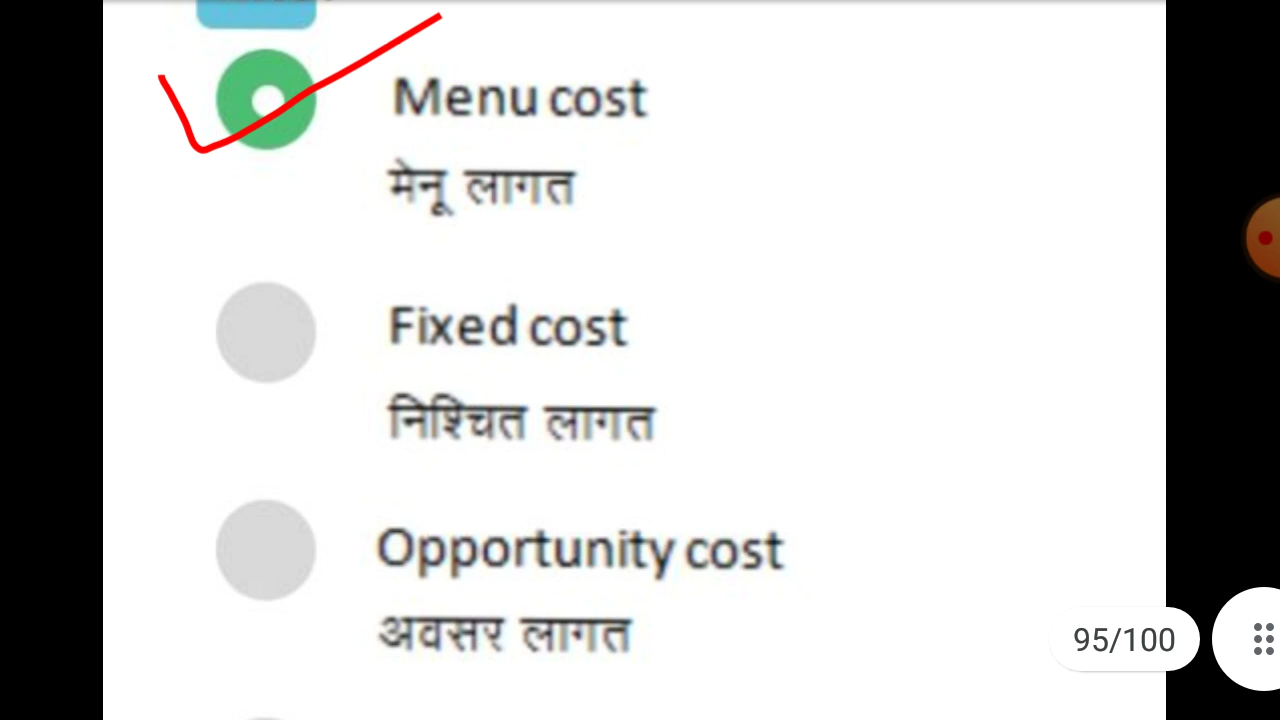 Menu cost
मेनू लागत
Fixed cost
निश्चित लागत
Opportunity cost
अवसर लागत
95/100